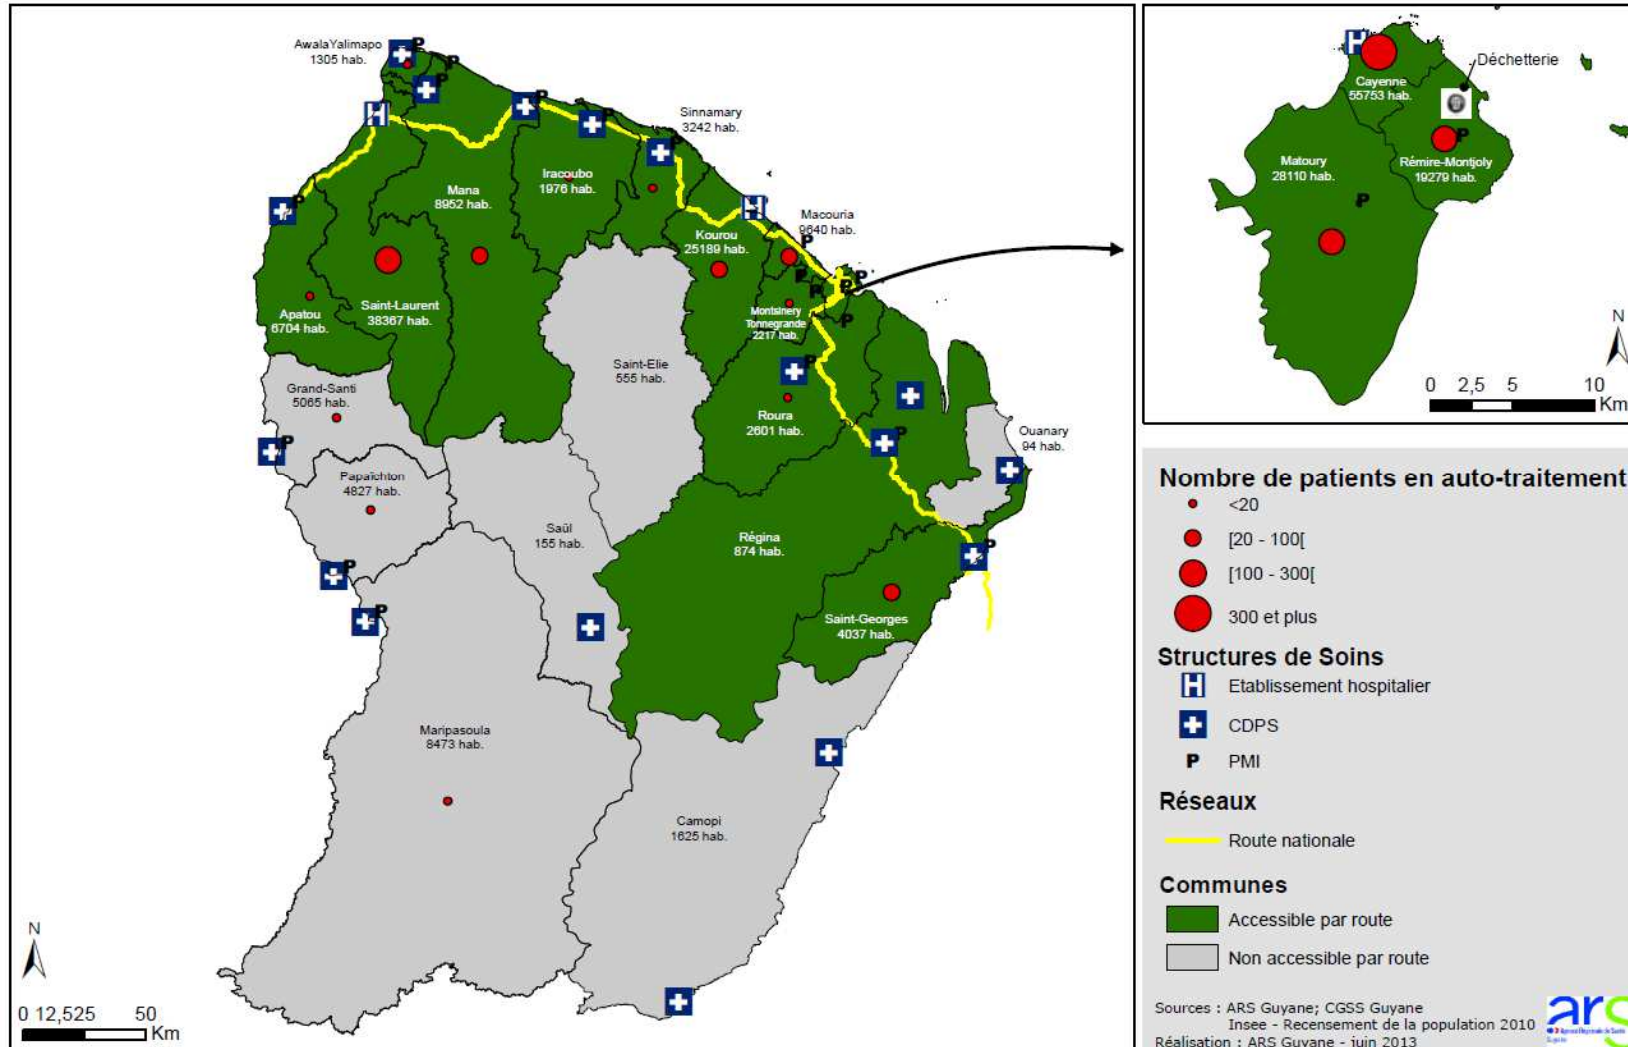 AwalaYalimapo
1305 hab.
P
P
P
H
P
P
Sinnamary
3242 hab.
P
P
Iracoubo
1976 hab.
Mana
8952 hab.
H
Macouria
9640 hab.
P
Kourou
25189 hab.
P
P
P
P
P
Apatou
6704 hab.
Saint-Laurent
38367 hab.
Montsinery
Tonnegrande
2217 hab.
Saint-Elie
555 hab.
P
Grand-Santi
5065 hab.
Roura
2601 hab.
P
P
Ouanary
94 hab.
Papaïchton
4827 hab.
Saül
155 hab.
Régina
874 hab.
P
P
P
Saint-Georges
4037 hab.
Maripasoula
8473 hab.
Camopi
1625 hab.
N
0 12,525 50
Km
H
Déchetterie
Cayenne
55753 hab.
P
Matoury
28110 hab.
Rémire-Montjoly
19279 hab.
P
N
0 2,5 5 10
Km
Nombre de patients en auto-traitement
<20
[20 - 100[
[100 - 300[
300 et plus
Structures de Soins
H Etablissement hospitalier
CDPS
P PMI
Réseaux
Route nationale
Communes
Accessible par route
Non accessible par route
Sources : ARS Guyane; CGSS Guyane
Insee - Recensement de la population 2010
Réalisation : ARS Guyane - juin 2013
ars